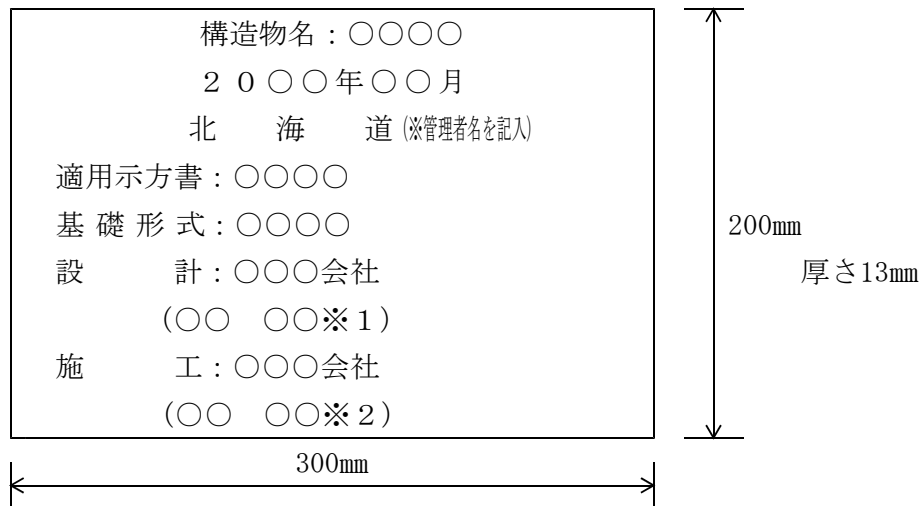 構造物名：○○○○
２０○○年○○月
北　海　道(※管理者名を記入)
適用示方書：○○○○
基礎形式：○○○○
設　　計：○○○会社
(○○　○○※１)
施　　工：○○○会社
(○○　○○※２)
200mm
厚さ13mm
300mm